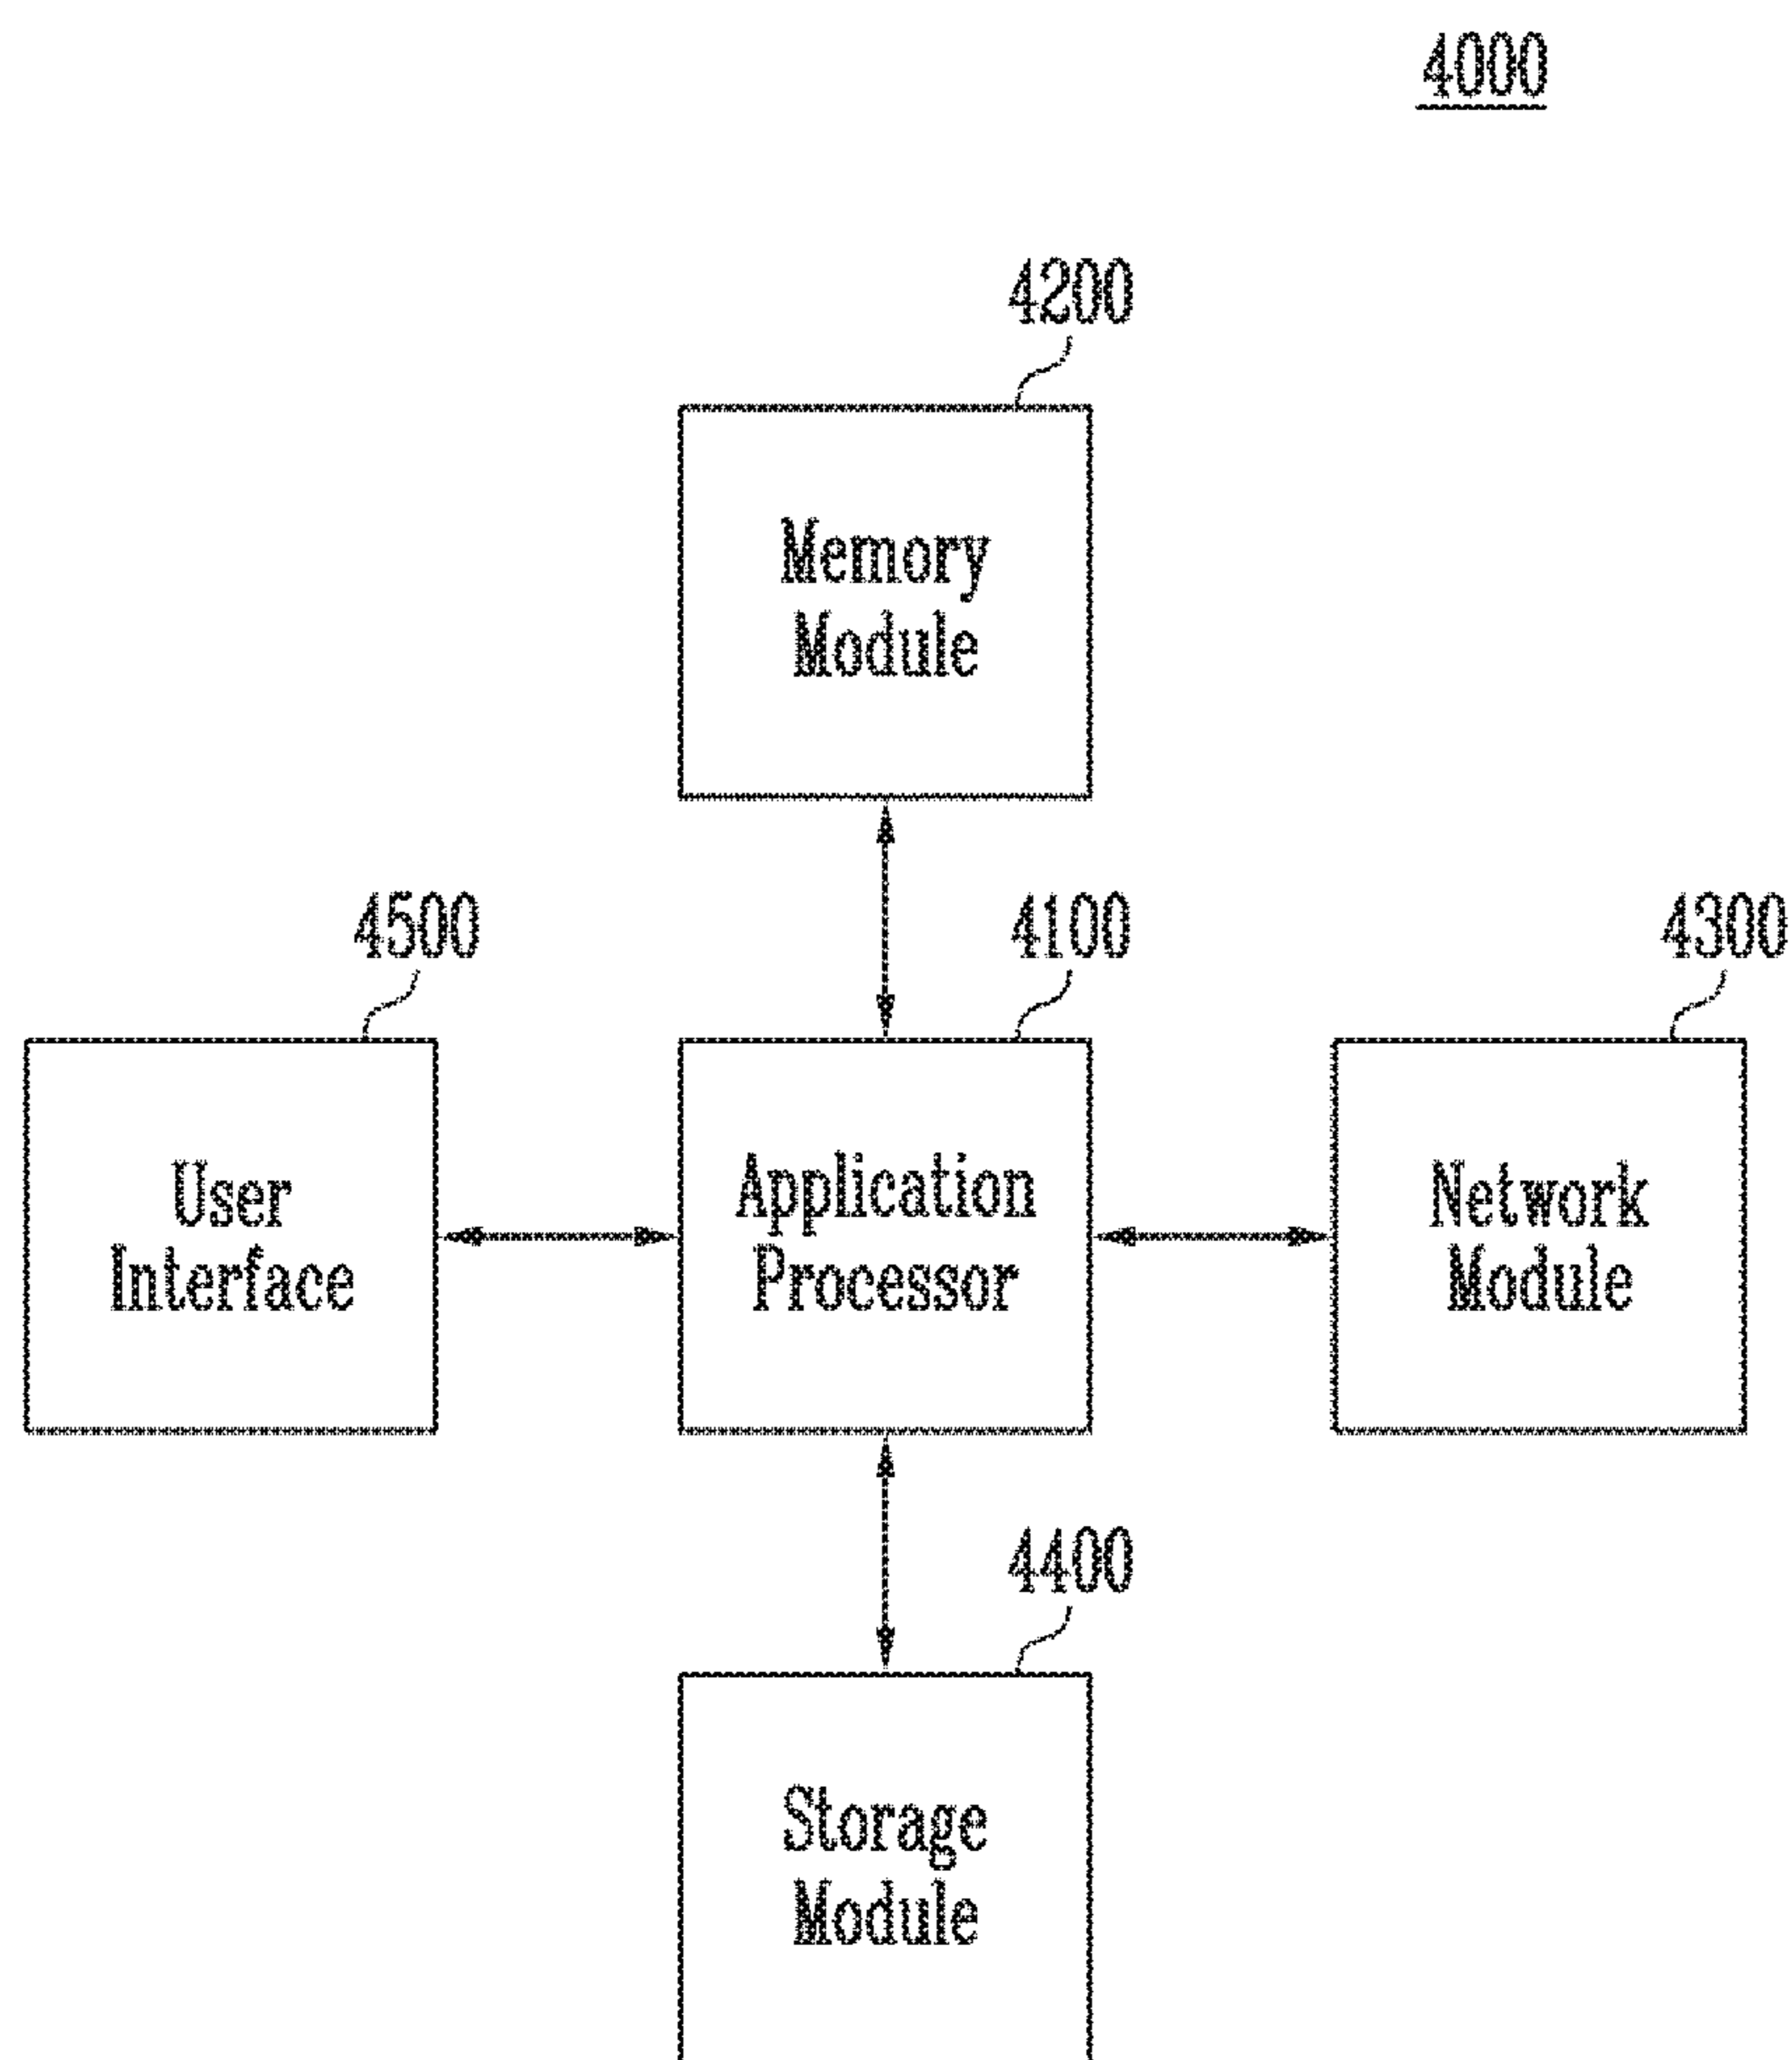 4000
4200
Memory
Module
4500
4100
4300
User
Interface
Application
Processor
Network
Module
4400
Storage
Module